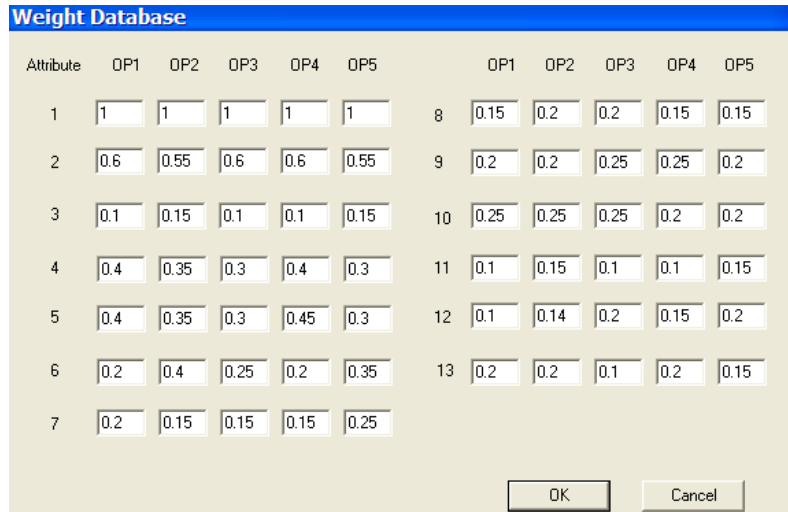 Weight Database
Attribute OP1 OP2 OP3 OP4 OP5 OP1 OP2 OP3 OP4 OP5
1 1 1 1 1 1 8 0.15 0.2 0.2 0.15 0.15
2 0.6 0.55 0.6 0.6 0.55 9 0.2 0.2 0.25 0.25 0.2
3 0.1 0.15 0.1 0.1 0.15 10 0.25 0.25 0.25 0.2 0.2
4 0.4 0.35 0.3 0.4 0.3 11 0.1 0.15 0.1 0.1 0.15
5 0.4 0.35 0.3 0.45 0.3 12 0.1 0.14 0.2 0.15 0.2
6 0.2 0.4 0.25 0.2 0.35 13 0.2 0.2 0.1 0.2 0.15
7 0.2 0.15 0.15 0.15 0.25
OK Cancel